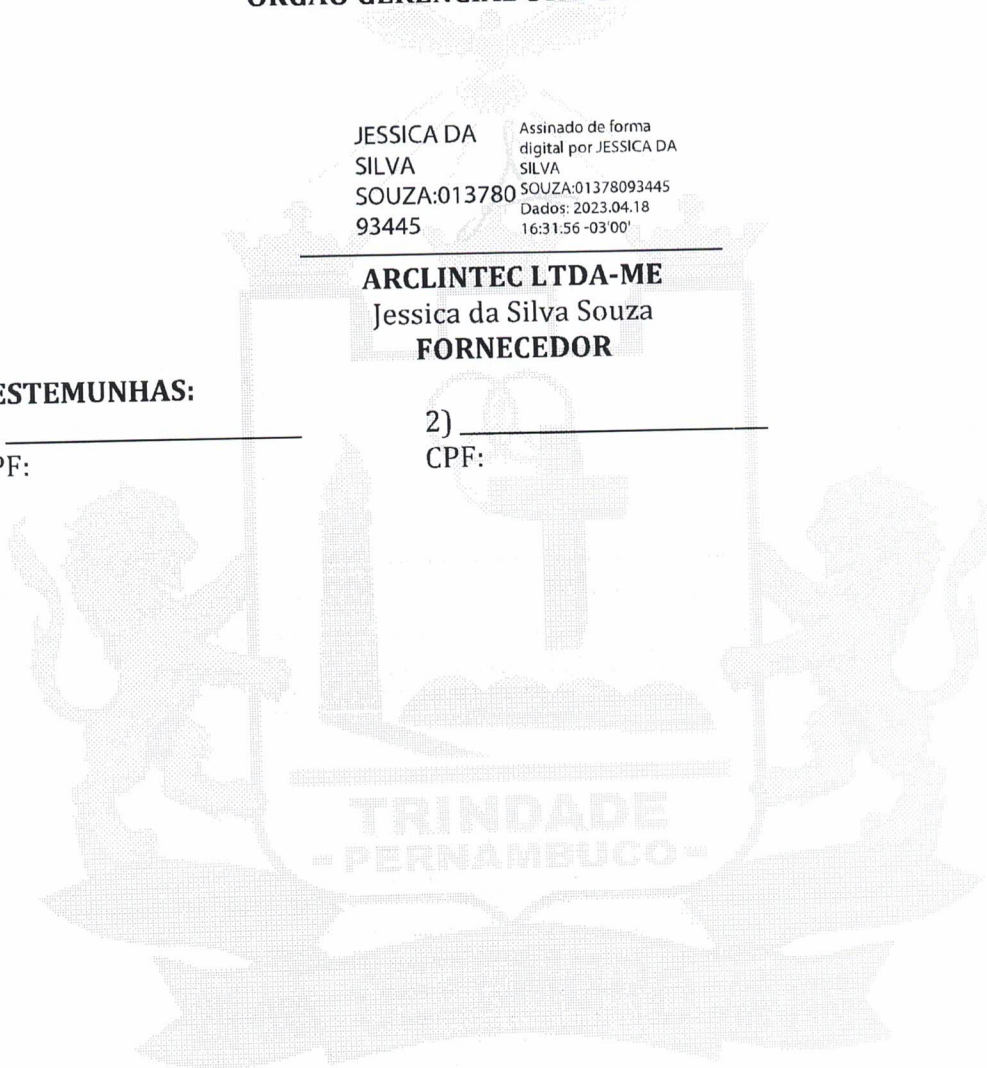 JESSICA DA
SILVA
SOUZA:013780
93445
Assinado de forma
digital por JESSICA DA
SILVA
SOUZA:01378093445
Dados: 2023.04.18
16:31:56 -03'00'
ARCLINTEC LTDA-ME
Jessica da Silva Souza
FORNECEDOR
ESTEMUNHAS:
2)
PF:
CPF:
TRINDADE
- PERNAMBUCO -